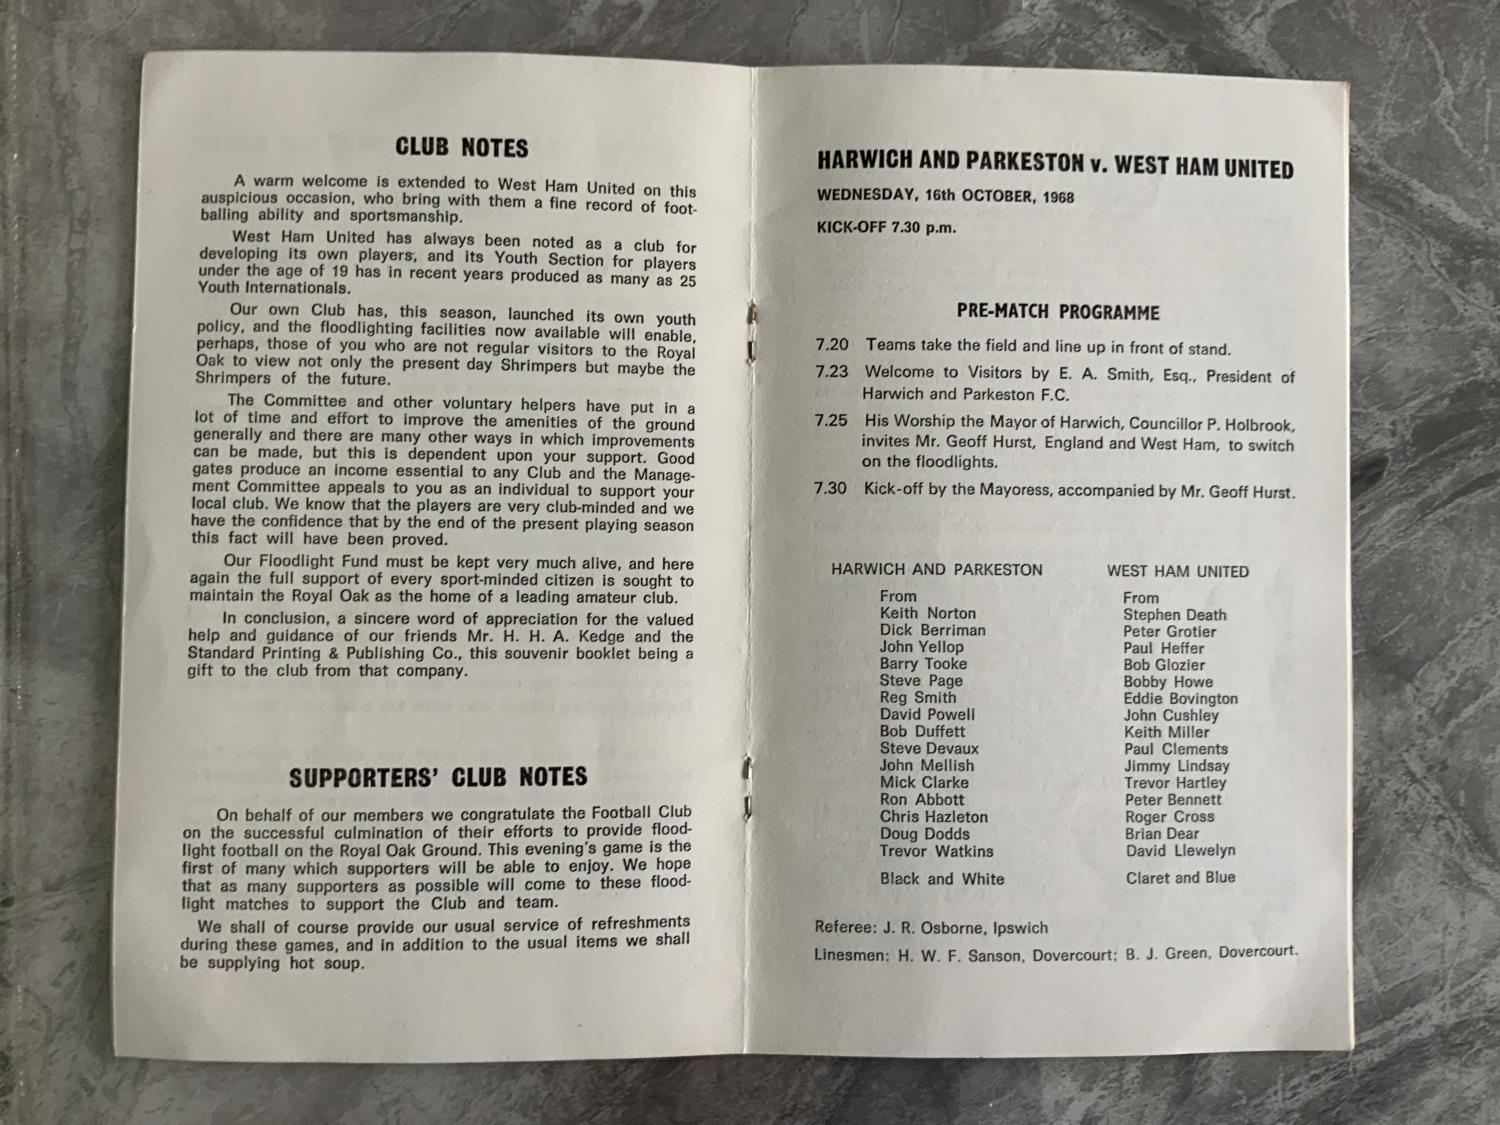 CLUB NOTES
A warm welcome is extended to West Ham United on this
auspicious occasion, who bring with them a fine record of foot-
balling ability and sportsmanship.
West Ham United has always been noted as a club for
developing its own players, and its Youth Section for players
under the age of 19 has in recent years produced as many as 25
Youth Internationals.
Our own Club has, this season, launched its own youth
policy, and the floodlighting facilities now available will enable,
perhaps, those of you who are not regular visitors to the Royal
Oak to view not only the present day Shrimpers but maybe the
Shrimpers of the future.
The Committee and other voluntary helpers have put in a
lot of time and effort to improve the amenities of the ground
generally and there are many other ways in which improvements
can be made, but this is dependent upon your support. Good
gates produce an income essential to any Club and the Manage-
ment Committee appeals to you as an individual to support your
local club. We know that the players are very club-minded and we
have the confidence that by the end of the present playing season
this fact will have been proved.
Our Floodlight Fund must be kept very much alive, and here
again the full support of every sport-minded citizen is sought to
maintain the Royal Oak as the home of a leading amateur club.
In conclusion, a sincere word of appreciation for the valued
help and guidance of our friends Mr. H. H. A. Kedge and the
Standard Printing & Publishing Co., this souvenir booklet being a
gift to the club from that company.
SUPPORTERS' CLUB NOTES
On behalf of our members we congratulate the Football Club
on the successful culmination of their efforts to provide flood-
light football on the Royal Oak Ground. This evening's game is the
first of many which supporters will be able to enjoy. We hope
that as many supporters as possible will come to these flood-
light matches to support the Club and team.
We shall of course provide our usual service of refreshments
during these games, and in addition to the usual items we shall
be supplying hot soup.
HARWICH AND PARKESTON v. WEST HAM UNITED
WEDNESDAY, 16th OCTOBER, 1968
KICK-OFF 7.30 p.m.
PRE-MATCH PROGRAMME
7.20 Teams take the field and line up in front of stand.
7.23 Welcome to Visitors by E. A. Smith, Esq., President of
Harwich and Parkeston F.C.
7.25 His Worship the Mayor of Harwich, Councillor P. Holbrook,
invites Mr. Geoff Hurst, England and West Ham, to switch
on the floodlights.
7.30 Kick-off by the Mayoress, accompanied by Mr. Geoff Hurst.
HARWICH AND PARKESTON
From
Keith Norton
Dick Berriman
John Yellop
Barry Tooke
Steve Page
Reg Smith
David Powell
Bob Duffett
Steve Devaux
John Mellish
Mick Clarke
Ron Abbott
Chris Hazleton
Doug Dodds
Trevor Watkins
Black and White
WEST HAM UNITED
From
Stephen Death
Peter Grotier
Paul Heffer
Bob Glozier
Bobby Howe
Eddie Bovington
John Cushley
Keith Miller
Paul Clements
Jimmy Lindsay
Trevor Hartley
Peter Bennett
Roger Cross
Brian Dear
David Llewelyn
Claret and Blue
Referee: J. R. Osborne, Ipswich
Linesmen: H. W. F. Sanson, Dovercourt; B. J. Green, Dovercourt.